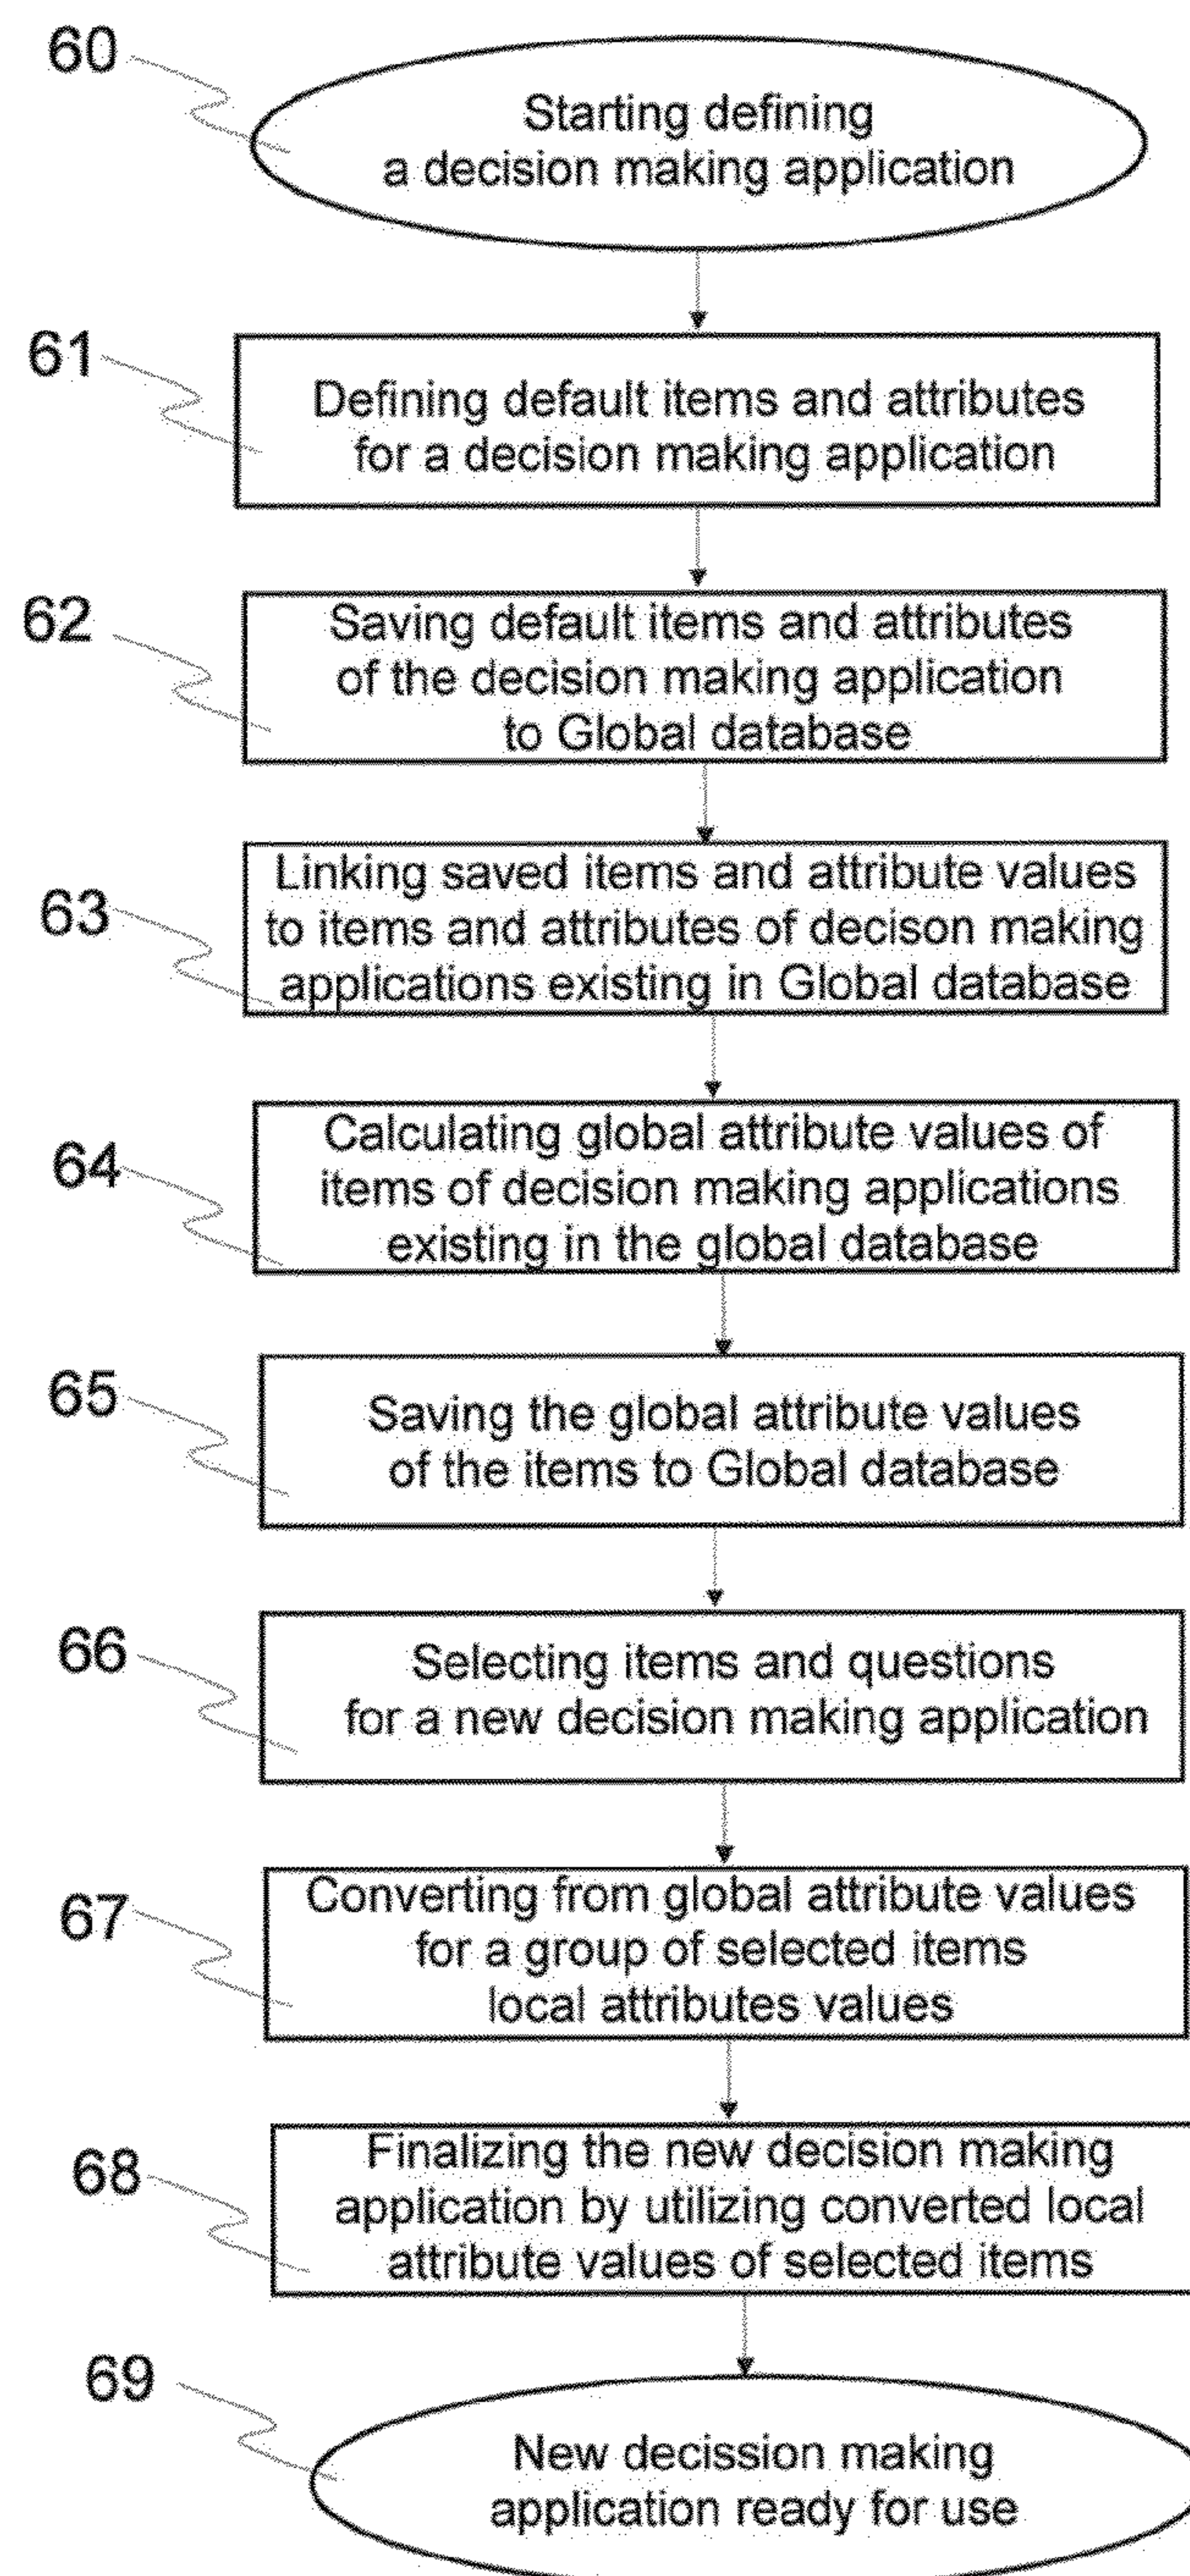 60
Starting defining
a decision making application
61
Defining default items and attributes
for a decision making application
62
Saving default items and attributes
of the decision making application
to Global database
63
Linking saved items and attribute values
to items and attributes of decison making
applications existing in Global database
64
Calculating global attribute values of
items of decision making applications
existing in the global database
65
Saving the global attribute values
of the items to Global database
66
Selecting items and questions
for a new decision making application
67
Converting from global attribute values
for a group of selected items
local attributes values
68
Finalizing the new decision making
application by utilizing converted local
attribute values of selected items
69
New decission making
application ready for use